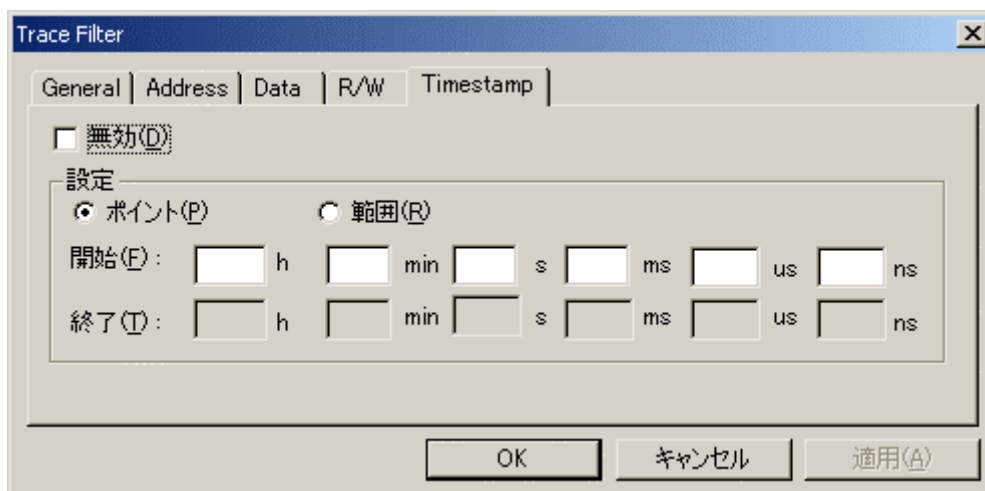 Trace Filter
General Address Data R/W Timestamp
無効(D)
設定
ポイント(P) 範囲(R)
開始(F): h min s ms us ns
終了(T): h min s ms us ns
OK キャンセル 適用(A)